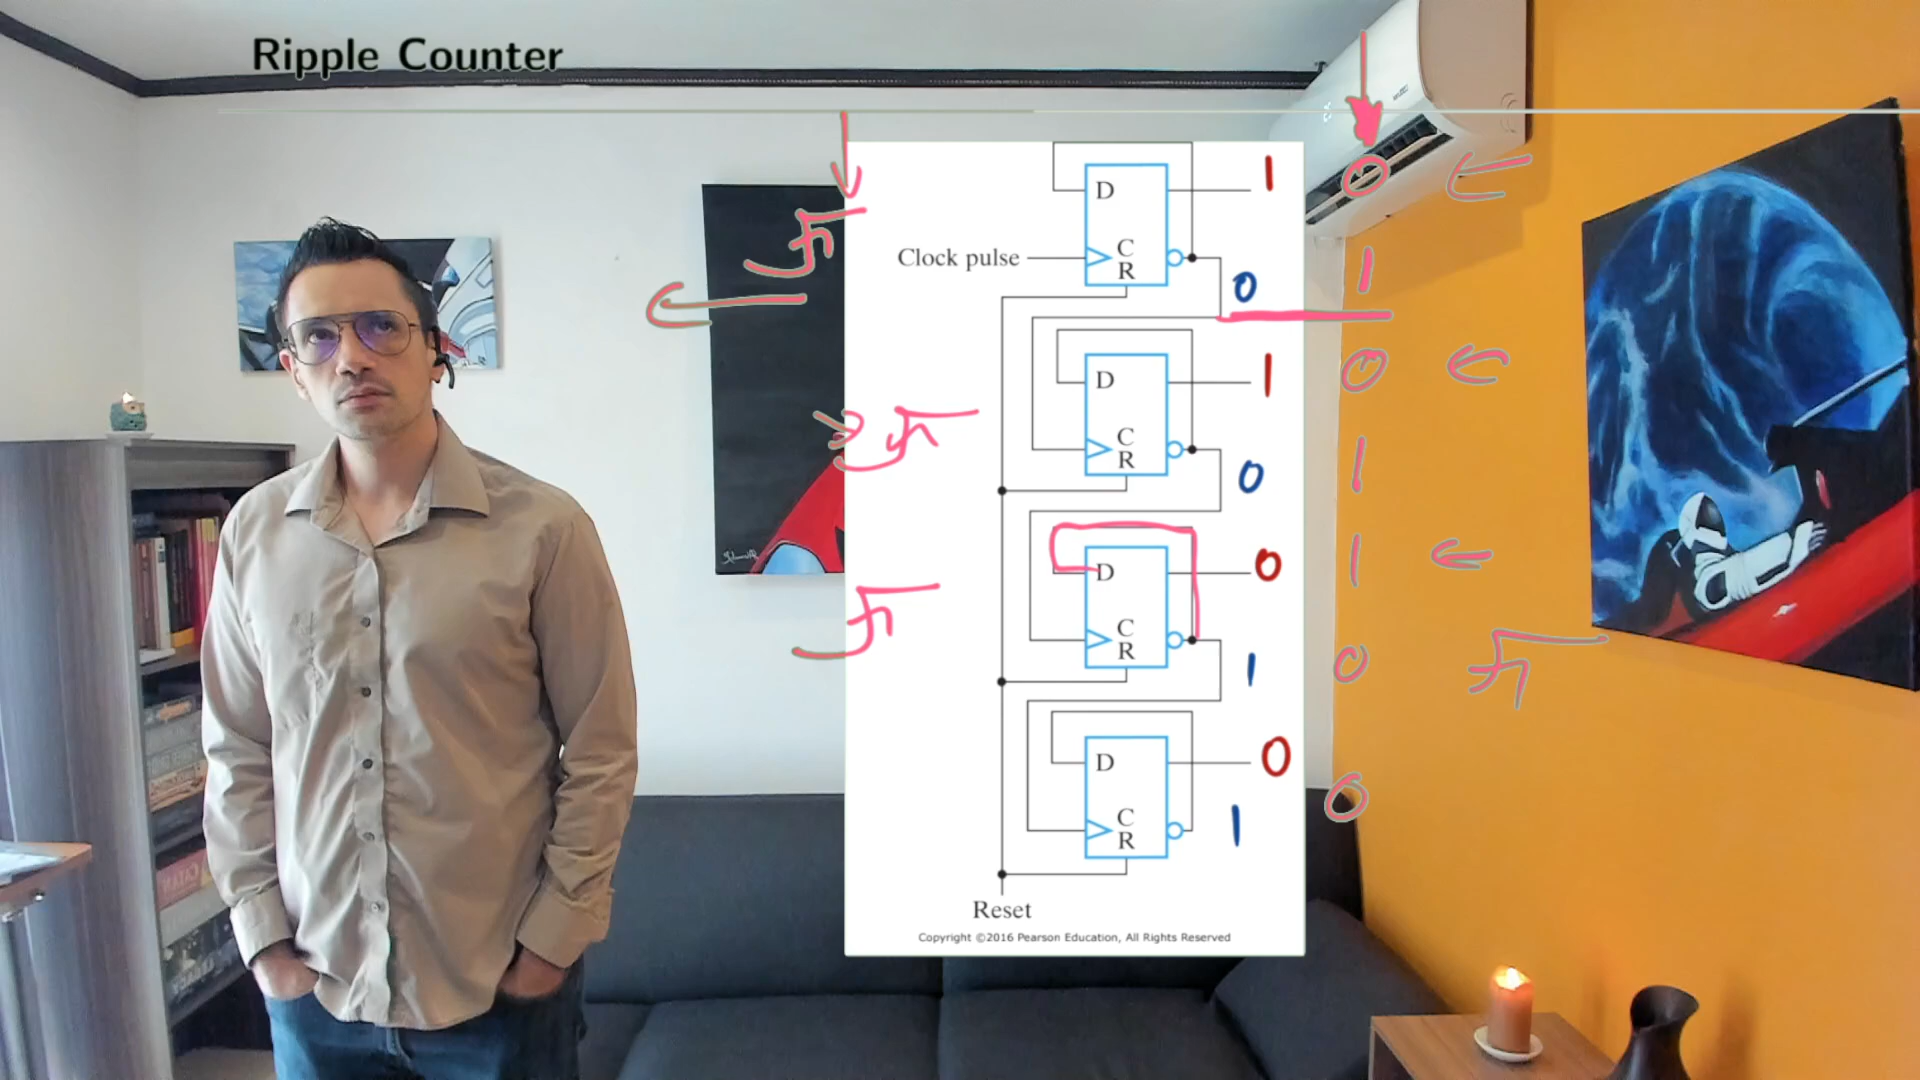 Ripple Counter
D 1 0
Clock pulse C
R
0 1
D 1 0
C
R
0 1
D 0 1
C
R
1 0
D 0
C
R
1 0
Reset
Copyright ©2016 Pearson Education, All Rights Reserved